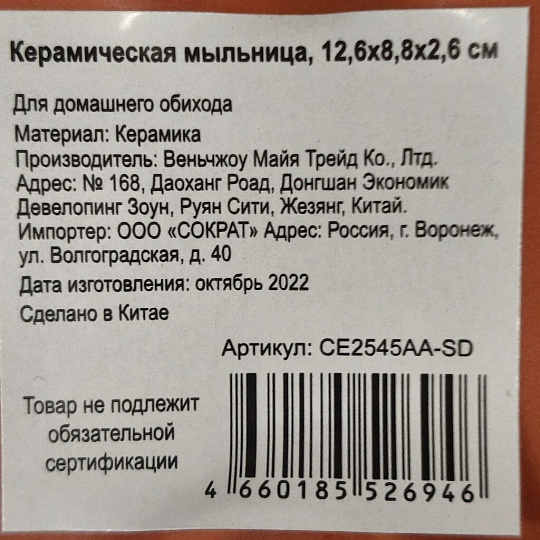 Керамическая мыльница, 12,6х8,8х2,6 см
Для домашнего обихода
Материал: Керамика
Производитель: Веньчжоу Майя Трейд Ко., Лтд.
Адрес: № 168, Даоханг Роад, Донгшан Экономик
Девелопинг Зоун, Руян Сити, Жезянг, Китай.
Импортер: ООО «СОКРАТ» Адрес: Россия, г. Воронеж,
ул. Волгоградская, д. 40
Дата изготовления: октябрь 2022
Сделано в Китае
Артикул: CE2545AA-SD
Товар не подлежит
обязательной
сертификации
4 660185 526946